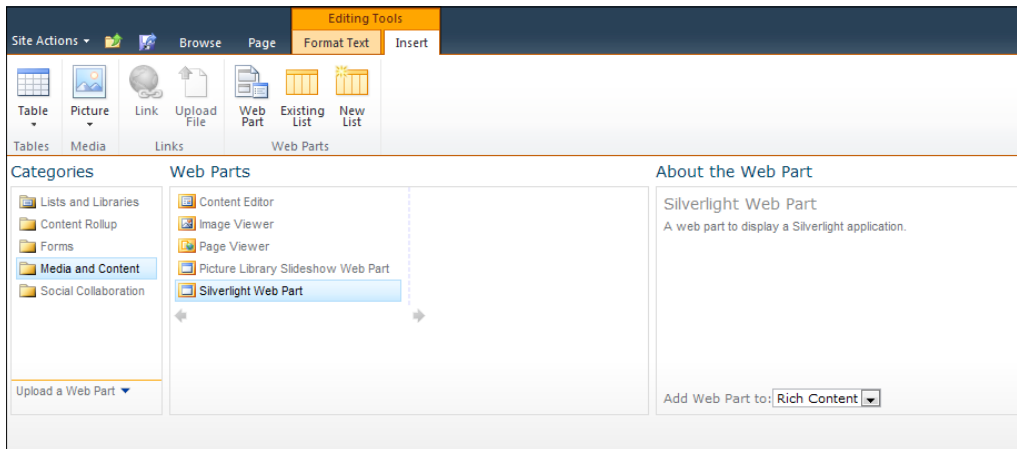 Editing Tools
Site Actions Browse Page Format Text Insert
Table Picture Link Upload File Web Part Existing List New List
Tables Media Links Web Parts
Categories Web Parts About the Web Part
Lists and Libraries
Content Rollup
Forms
Media and Content
Social Collaboration
Upload a Web Part
Content Editor
Image Viewer
Page Viewer
Picture Library Slideshow Web Part
Silverlight Web Part
Silverlight Web Part
A web part to display a Silverlight application.
Add Web Part to: Rich Content